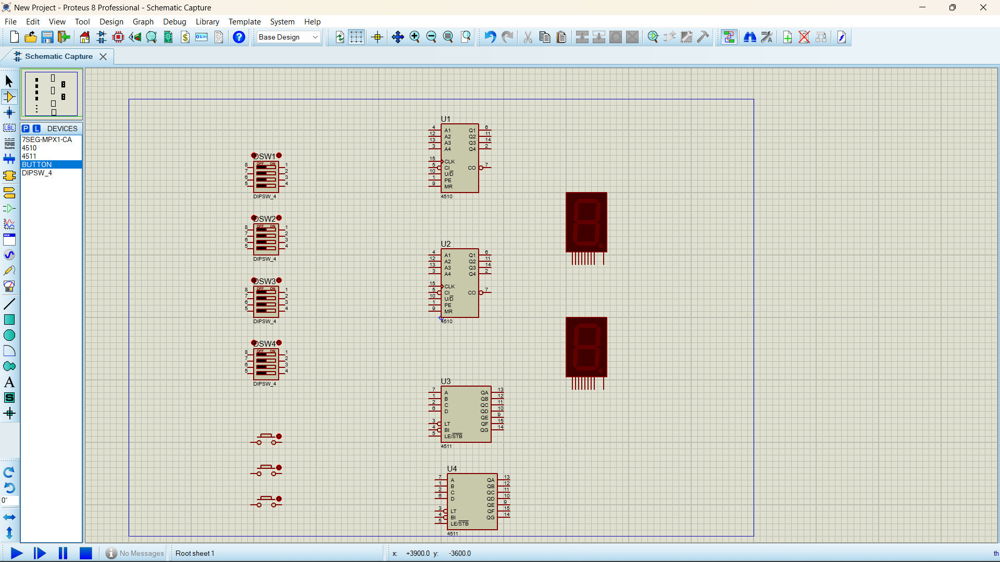 New Project - Proteus 8 Professional - Schematic Capture
File Edit View Tool Design Graph Debug Library Template System Help
Base Design
Schematic Capture
P L DEVICES
7SEG-MPX1-CA
4510
4511
BUTTON
DIPSW_4
LBL
A
S
0°
DSW1
OFF ON
8 1
7 2
6 3
5 4
DIPSW_4
DSW2
OFF ON
8 1
7 2
6 3
5 4
DIPSW_4
DSW3
OFF ON
8 1
7 2
6 3
5 4
DIPSW_4
DSW4
OFF ON
8 1
7 2
6 3
5 4
DIPSW_4
U1
4 A1 Q1 6
12 A2 Q2 11
13 A3 Q3 14
3 A4 Q4 2
15 CLK
5 CI CO 7
10 U/D
1 PE
9 MR
4510
U2
4 A1 Q1 6
12 A2 Q2 11
13 A3 Q3 14
3 A4 Q4 2
15 CLK
5 CI CO 7
10 U/D
1 PE
9 MR
4510
U3
7 A QA 13
1 B QB 12
2 C QC 11
6 D QD 10
QE 9
3 LT QF 15
4 BI QG 14
5 LE/STB
4511
U4
7 A QA 13
1 B QB 12
2 C QC 11
6 D QD 10
QE 9
3 LT QF 15
4 BI QG 14
5 LE/STB
4511
No Messages Root sheet 1 x: +3900.0 y: -3600.0 th